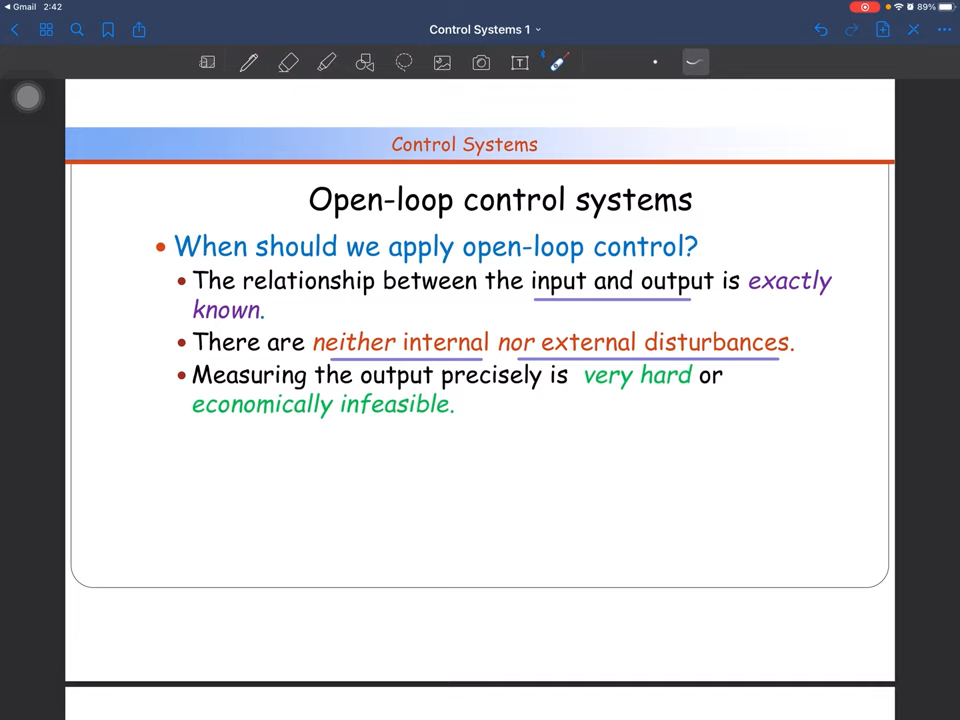 Gmail 2:42 89%
Control Systems 1
T
Control Systems
Open-loop control systems
• When should we apply open-loop control?
• The relationship between the input and output is exactly
known.
• There are neither internal nor external disturbances.
• Measuring the output precisely is very hard or
economically infeasible.